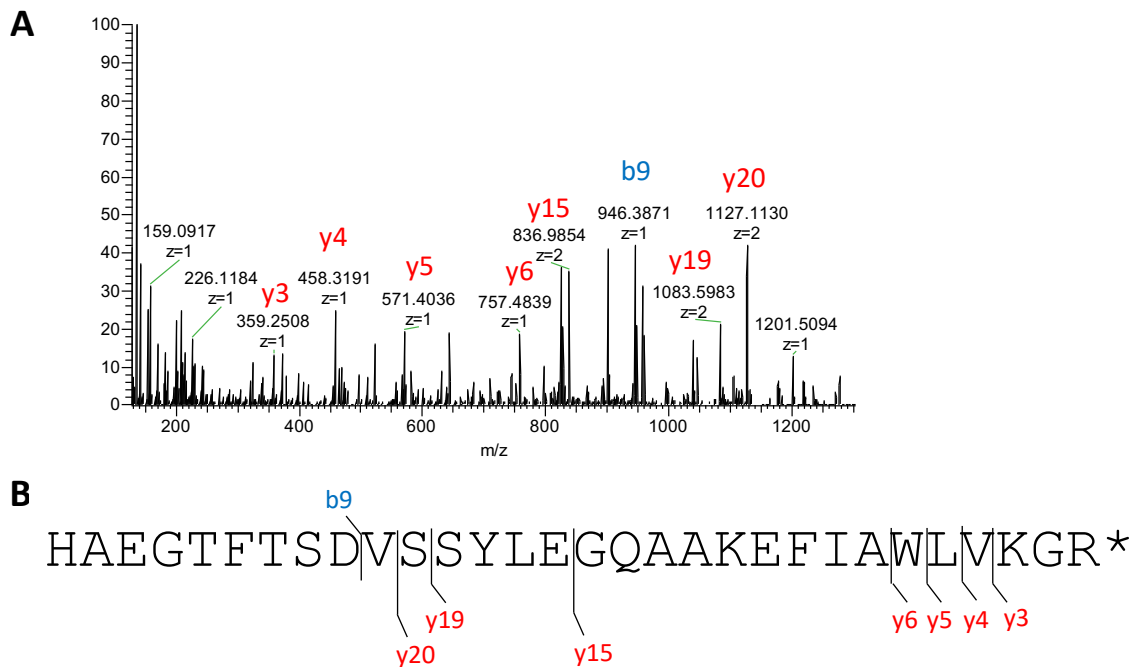 A
100
90
80
70
60
50
40
30
20
10
0
159.0917
z=1
226.1184
z=1
y3
359.2508
z=1
y4
458.3191
z=1
y5
571.4036
z=1
y6
757.4839
z=1
y15
836.9854
z=2
b9
946.3871
z=1
y19
1083.5983
z=2
y20
1127.1130
z=2
1201.5094
z=1
200 400 600 800 1000 1200
m/z
B
b9
HAEGTFTSDVSSYLEGQAAKEFIAWLVKGR*
y20
y19
y15
y6 y5 y4 y3